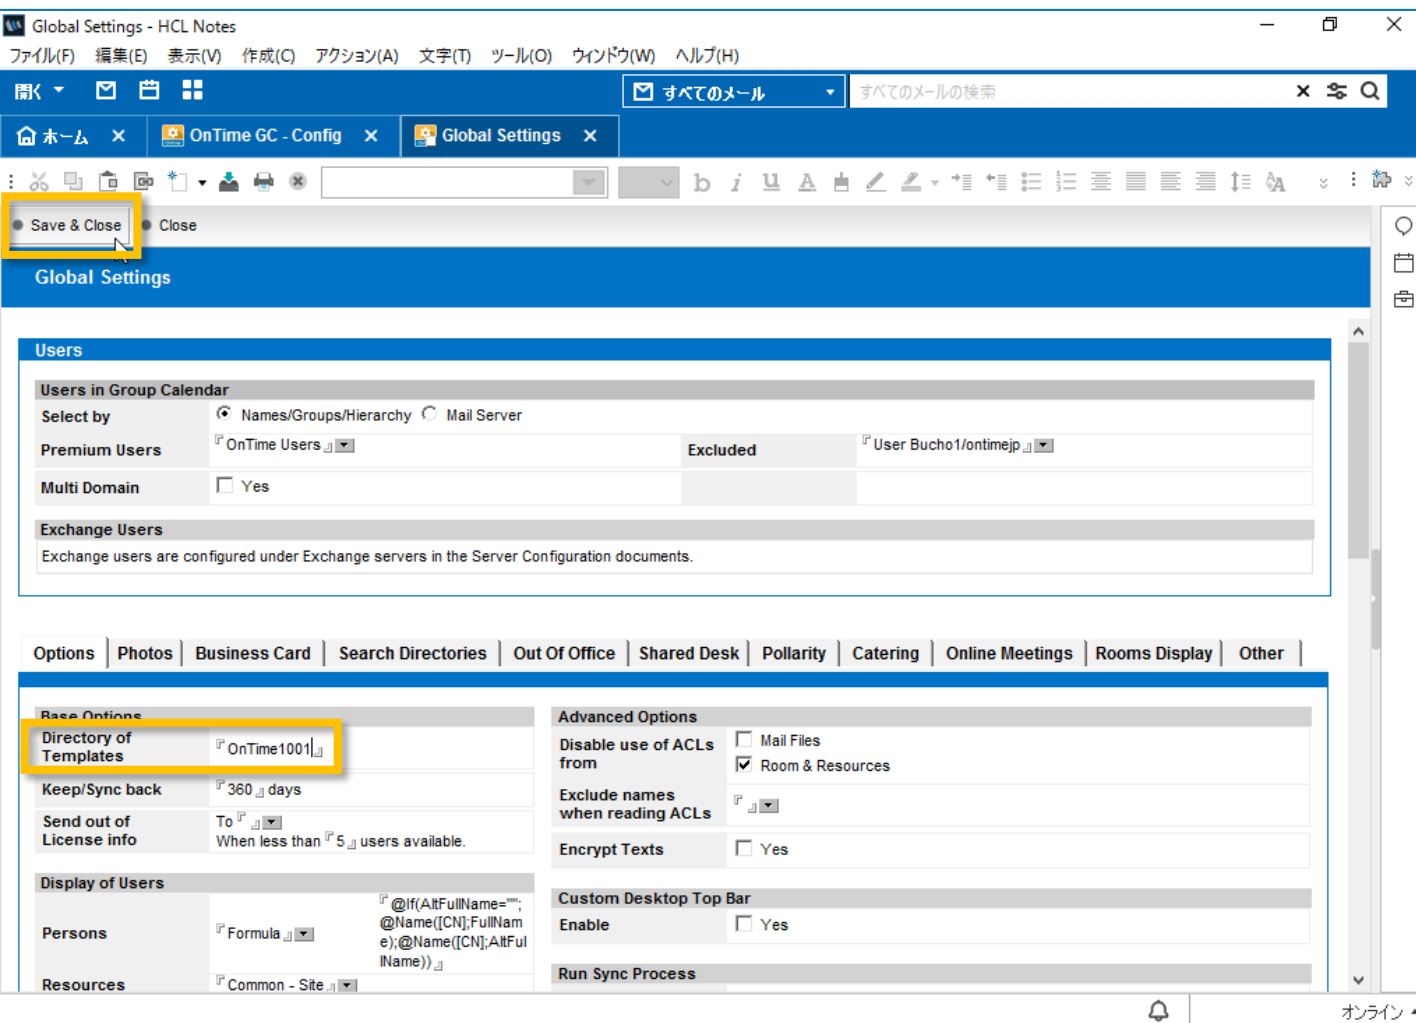 Global Settings - HCL Notes
ファイル(F) 編集(E) 表示(V) 作成(C) アクション(A) 文字(T) ツール(O) ウィンドウ(W) ヘルプ(H)
開く すべてのメール すべてのメールの検索
ホーム OnTime GC - Config Global Settings
b i u A
Save & Close Close
Global Settings
Users
Users in Group Calendar
Select by Names/Groups/Hierarchy Mail Server
Premium Users OnTime Users Excluded User Bucho1/ontimejp
Multi Domain Yes
Exchange Users
Exchange users are configured under Exchange servers in the Server Configuration documents.
Options Photos Business Card Search Directories Out Of Office Shared Desk Pollarity Catering Online Meetings Rooms Display Other
Base Options
Directory of
Templates OnTime1001
Keep/Sync back 360 days
Send out of
License info To
When less than 5 users available.
Display of Users
Persons Formula @If(AltFullName="";
@Name([CN];FullNam
e);@Name([CN];AltFul
lName))
Resources Common - Site
Advanced Options
Disable use of ACLs
from Mail Files
Room & Resources
Exclude names
when reading ACLs
Encrypt Texts Yes
Custom Desktop Top Bar
Enable Yes
Run Sync Process
オンライン